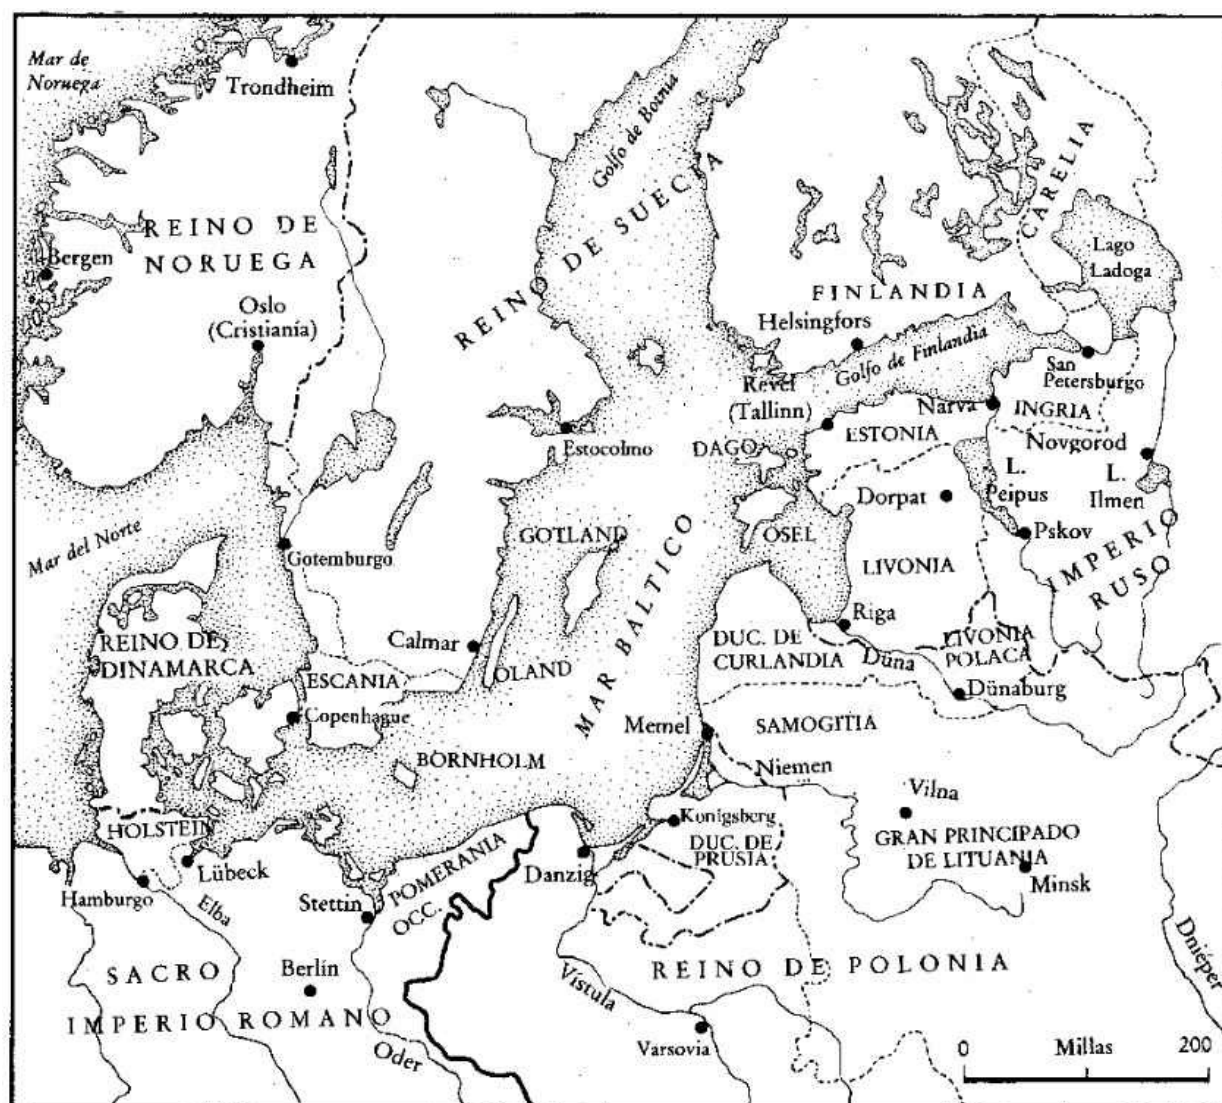 Mar de
Noruega
Trondheim
Golfo de Botnia
REINO DE SUECIA
CARELIA
REINO DE
NORUEGA
Bergen
Lago
Ladoga
Oslo
(Cristianía)
FINLANDIA
Helsingfors
Golfo de Finlandia
San
Petersburgo
Revel
(Tallinn)
Narva
INGRIA
Estocolmo
DAGO
ESTONIA
Novgorod
L.
Peipus
L.
Ilmen
Dorpat
Mar del Norte
GOTLAND
OSEL
Pskov
Gotemburgo
LIVONIA
IMPERIO
RUSO
MAR BALTICO
Riga
REINO DE
DINAMARCA
Calmar
DUC. DE
CURLANDIA
LIVONIA
POLACA
Düna
ESCANIA
OLAND
Dünaburg
Copenhague
Memel
SAMOGITIA
BORNHOLM
Niemen
Vilna
HOLSTEIN
Konigsberg
DUC. DE
PRUSIA
GRAN PRINCIPADO
DE LITUANIA
POMERANIA
OCC.
Danzig
Lübeck
Minsk
Hamburgo
Elba
Stettin
Dniéper
SACRO
IMPERIO ROMANO
Berlín
REINO DE POLONIA
Vístula
Oder
Varsovia
0 Millas 200